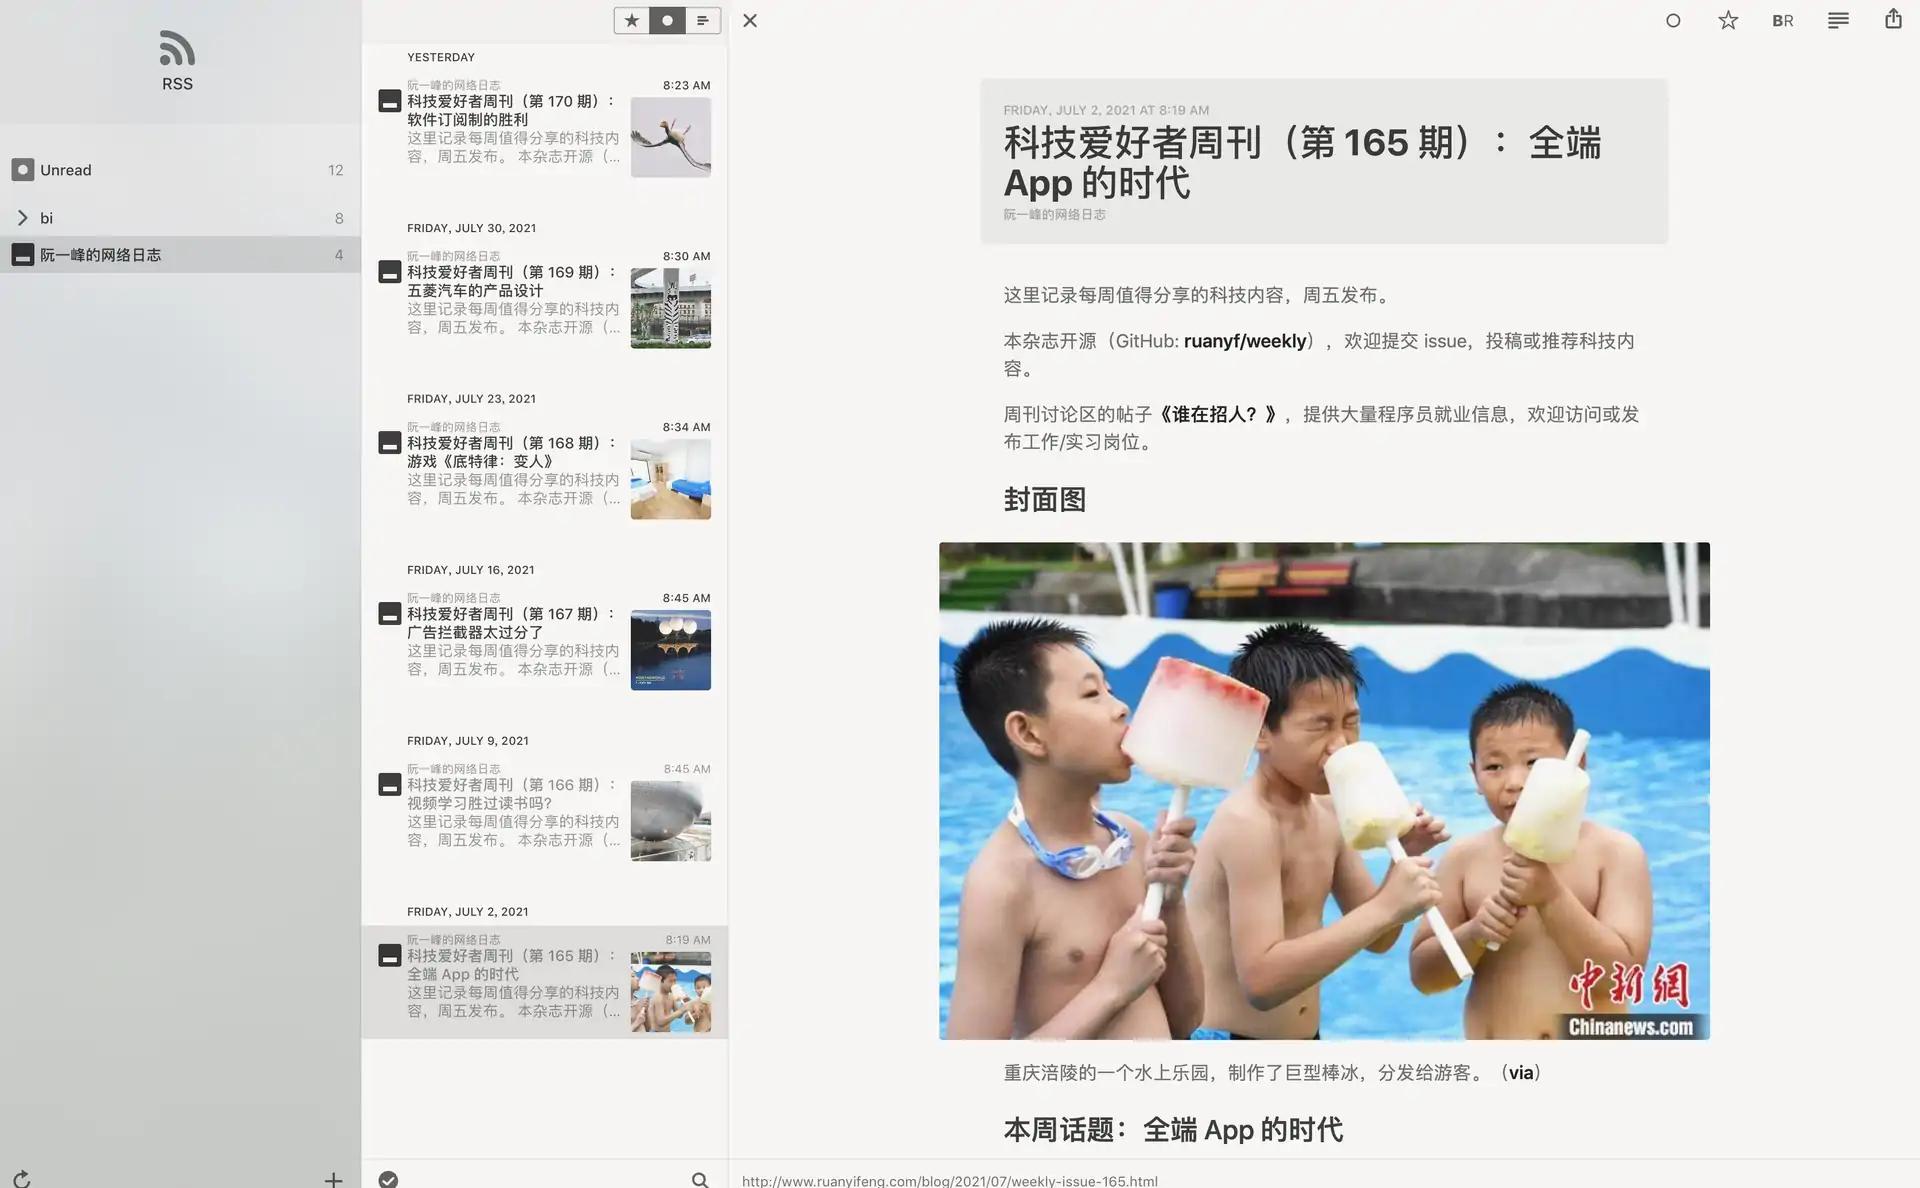 RSS
Unread
12
bi
8
阮一峰的网络日志
4
YESTERDAY
阮一峰的网络日志
8:23 AM
科技爱好者周刊（第 170 期）：
软件订阅制的胜利
这里记录每周值得分享的科技内
容，周五发布。 本杂志开源（...
FRIDAY, JULY 30, 2021
阮一峰的网络日志
8:30 AM
科技爱好者周刊（第 169 期）：
五菱汽车的产品设计
这里记录每周值得分享的科技内
容，周五发布。 本杂志开源（...
FRIDAY, JULY 23, 2021
阮一峰的网络日志
8:34 AM
科技爱好者周刊（第 168 期）：
游戏《底特律：变人》
这里记录每周值得分享的科技内
容，周五发布。 本杂志开源（...
FRIDAY, JULY 16, 2021
阮一峰的网络日志
8:45 AM
科技爱好者周刊（第 167 期）：
广告拦截器太过分了
这里记录每周值得分享的科技内
容，周五发布。 本杂志开源（...
FRIDAY, JULY 9, 2021
阮一峰的网络日志
8:45 AM
科技爱好者周刊（第 166 期）：
视频学习胜过读书吗？
这里记录每周值得分享的科技内
容，周五发布。 本杂志开源（...
FRIDAY, JULY 2, 2021
阮一峰的网络日志
8:19 AM
科技爱好者周刊（第 165 期）：
全端 App 的时代
这里记录每周值得分享的科技内
容，周五发布。 本杂志开源（...
BR
FRIDAY, JULY 2, 2021 AT 8:19 AM
科技爱好者周刊（第 165 期）：全端
App 的时代
阮一峰的网络日志
这里记录每周值得分享的科技内容，周五发布。
本杂志开源（GitHub: ruanyf/weekly），欢迎提交 issue，投稿或推荐科技内
容。
周刊讨论区的帖子《谁在招人？》，提供大量程序员就业信息，欢迎访问或发
布工作/实习岗位。
封面图
中新網
Chinanews.com
重庆涪陵的一个水上乐园，制作了巨型棒冰，分发给游客。（via）
本周话题：全端 App 的时代
http://www.ruanyifeng.com/blog/2021/07/weekly-issue-165.html